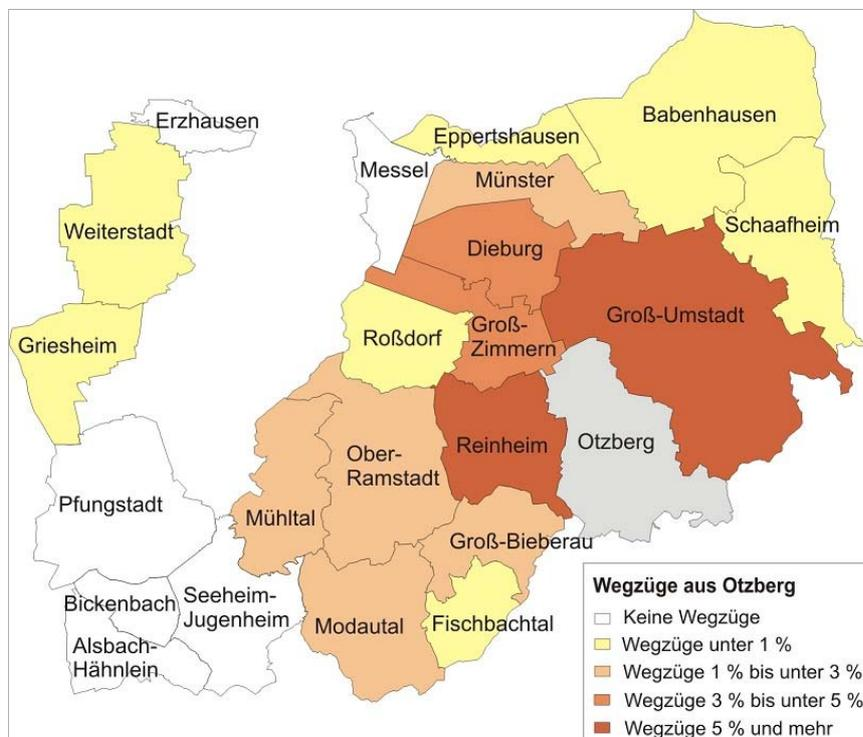 Erzhausen
Babenhausen
Eppertshausen
Messel
Münster
Schaafheim
Weiterstadt
Dieburg
Groß-Umstadt
Griesheim
Roßdorf
Groß-
Zimmern
Reinheim
Otzberg
Ober-
Ramstadt
Pfungstadt
Mühltal
Groß-Bieberau
Bickenbach
Seeheim-
Jugenheim
Modautal
Fischbachtal
Alsbach-
Hähnlein
Wegzüge aus Otzberg
Keine Wegzüge
Wegzüge unter 1 %
Wegzüge 1 % bis unter 3 %
Wegzüge 3 % bis unter 5 %
Wegzüge 5 % und mehr